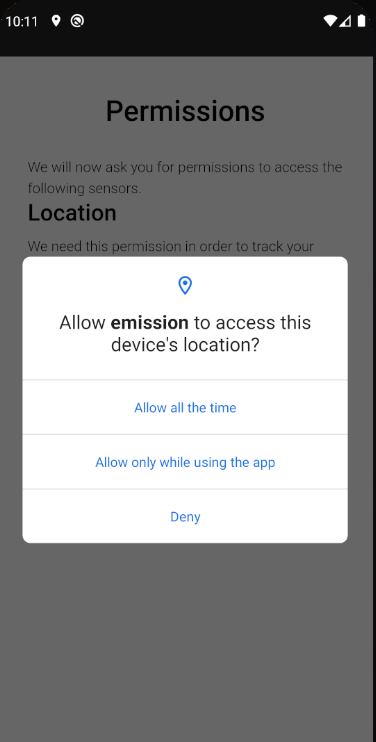 10:11
Permissions
We will now ask you for permissions to access the
following sensors.
Location
We need this permission in order to track your
Allow emission to access this
device's location?
Allow all the time
Allow only while using the app
Deny